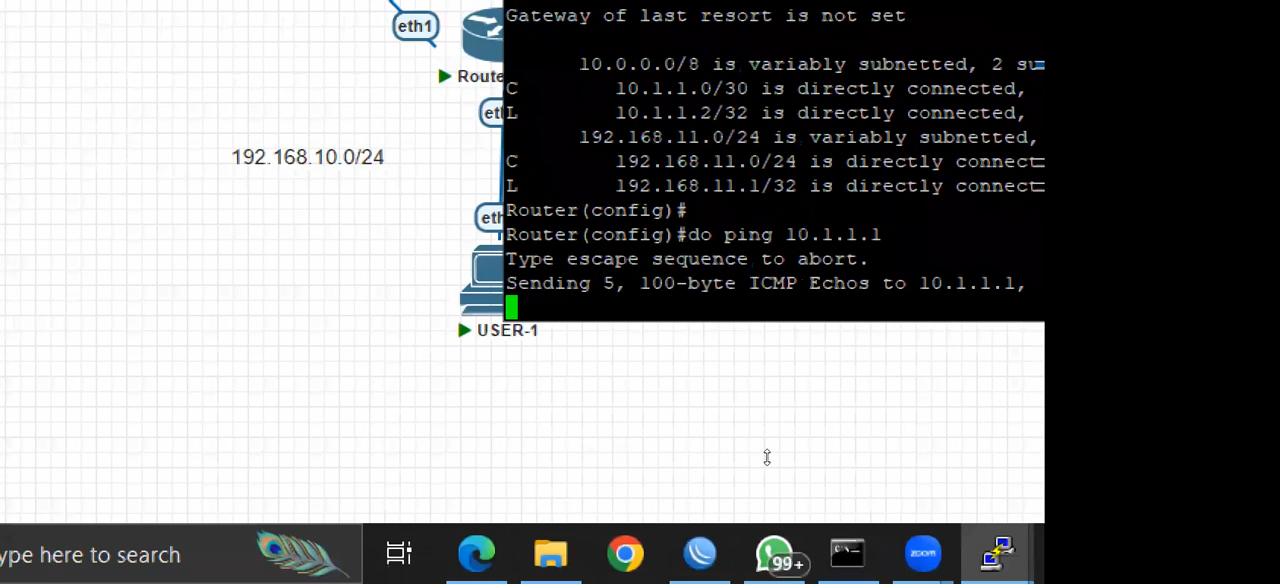 eth1
Route
eth
192.168.10.0/24
eth
USER-1
Gateway of last resort is not set
10.0.0.0/8 is variably subnetted, 2 su
C 10.1.1.0/30 is directly connected,
L 10.1.1.2/32 is directly connected,
192.168.11.0/24 is variably subnetted,
C 192.168.11.0/24 is directly connect
L 192.168.11.1/32 is directly connect
Router(config)#
Router(config)#do ping 10.1.1.1
Type escape sequence to abort.
Sending 5, 100-byte ICMP Echos to 10.1.1.1,
ype here to search
99+
zoom